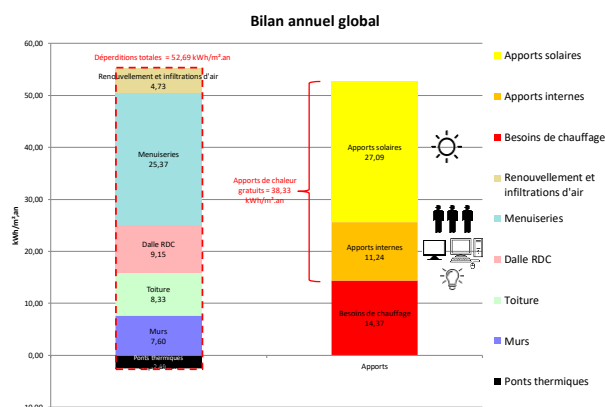 Bilan annuel global
60,00
50,00
40,00
30,00
20,00
10,00
0,00
10,00
kWh/m².an
Déperditions totales = 52,69 kWh/m².an
Renouvellement et infiltrations d'air
4,73
Menuiseries
25,37
Dalle RDC
9,15
Toiture
8,33
Murs
7,60
Ponts thermiques
Apports de chaleur
gratuits = 38,33
kWh/m².an
Apports solaires
27,09
Apports internes
11,24
Besoins de chauffage
14,37
Apports
Apports solaires
Apports internes
Besoins de chauffage
Renouvellement et
infiltrations d'air
Menuiseries
Dalle RDC
Toiture
Murs
Ponts thermiques